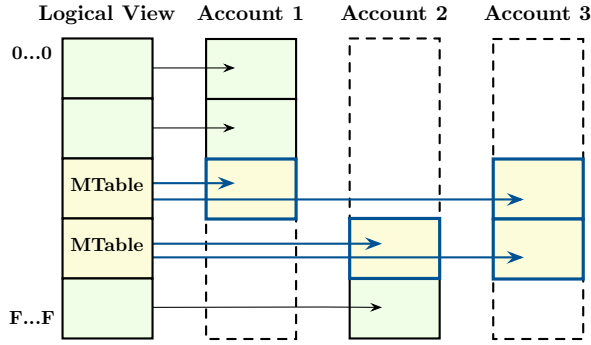 Logical View Account 1 Account 2 Account 3
0...0
MTable
MTable
F...F